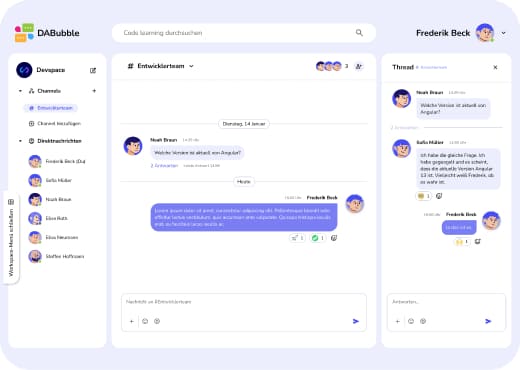 DABubble
Code learning durchsuchen
Frederik Beck
Devspace
Channels
# Entwicklerteam
Channel hinzufügen
Direktnachrichten
Frederik Beck (Du)
Sofia Müller
Noah Braun
Elise Roth
Elias Neumann
Steffen Hoffmann
Workspace-Menü schließen
# Entwicklerteam
3
Dienstag, 14 Januar
Noah Braun 14:25 Uhr
Welche Version ist aktuell von Angular?
2 Antworten Letzte Antwort 14:56
Heute
15:06 Uhr Frederik Beck
Lorem ipsum dolor sit amet, consectetur adipiscing elit. Pellentesque blandit odio
efficitur lectus vestibulum, quis accumsan ante vulputate. Quisque tristique iaculis
erat, eu faucibus lacus iaculis ac.
1
1
Nachricht an #Entwicklerteam
Thread # Entwicklerteam
Noah Braun 14:25 Uhr
Welche Version ist aktuell von
Angular?
2 Antworten
Sofia Müller 14:30 Uhr
Ich habe die gleiche Frage. Ich
habe gegoogelt und es scheint,
dass die aktuelle Version Angular
13 ist. Vielleicht weiß Frederik, ob
es wahr ist.
1
Frederik Beck
Ja das ist es.
1
Antworten...